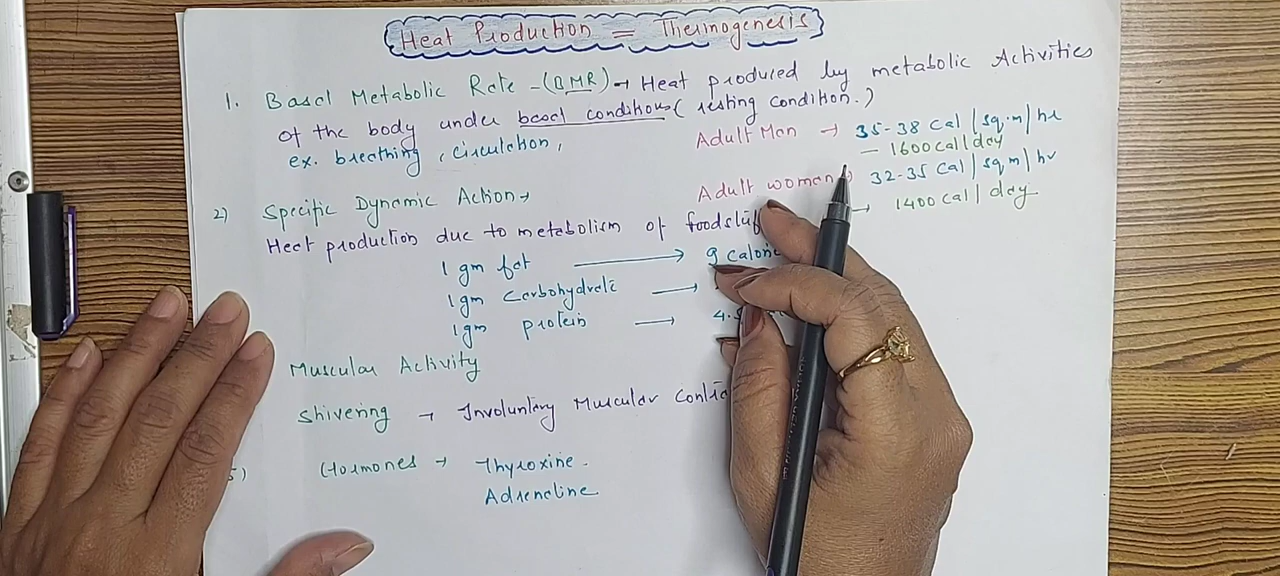 Heat Production = Thermogenesis
1. Basal Metabolic Rate - (BMR) → Heat produced by metabolic Activities
of the body under basal conditions ( resting condition.)
ex. breathing, circulation,
Adult Man → 35-38 Cal / sq.m / hr
- 1600 cal / day
Adult woman 32-35 Cal / sq m / hr
→ 1400 cal / day
2) Specific Dynamic Action →
Heat production due to metabolism of
1 gm fat → 9
1 gm Carbohydrate →
1 gm protein →
Muscular Activity
Shivering → Involuntary Muscular
5) Hormones → Thyroxine.
Adrenaline